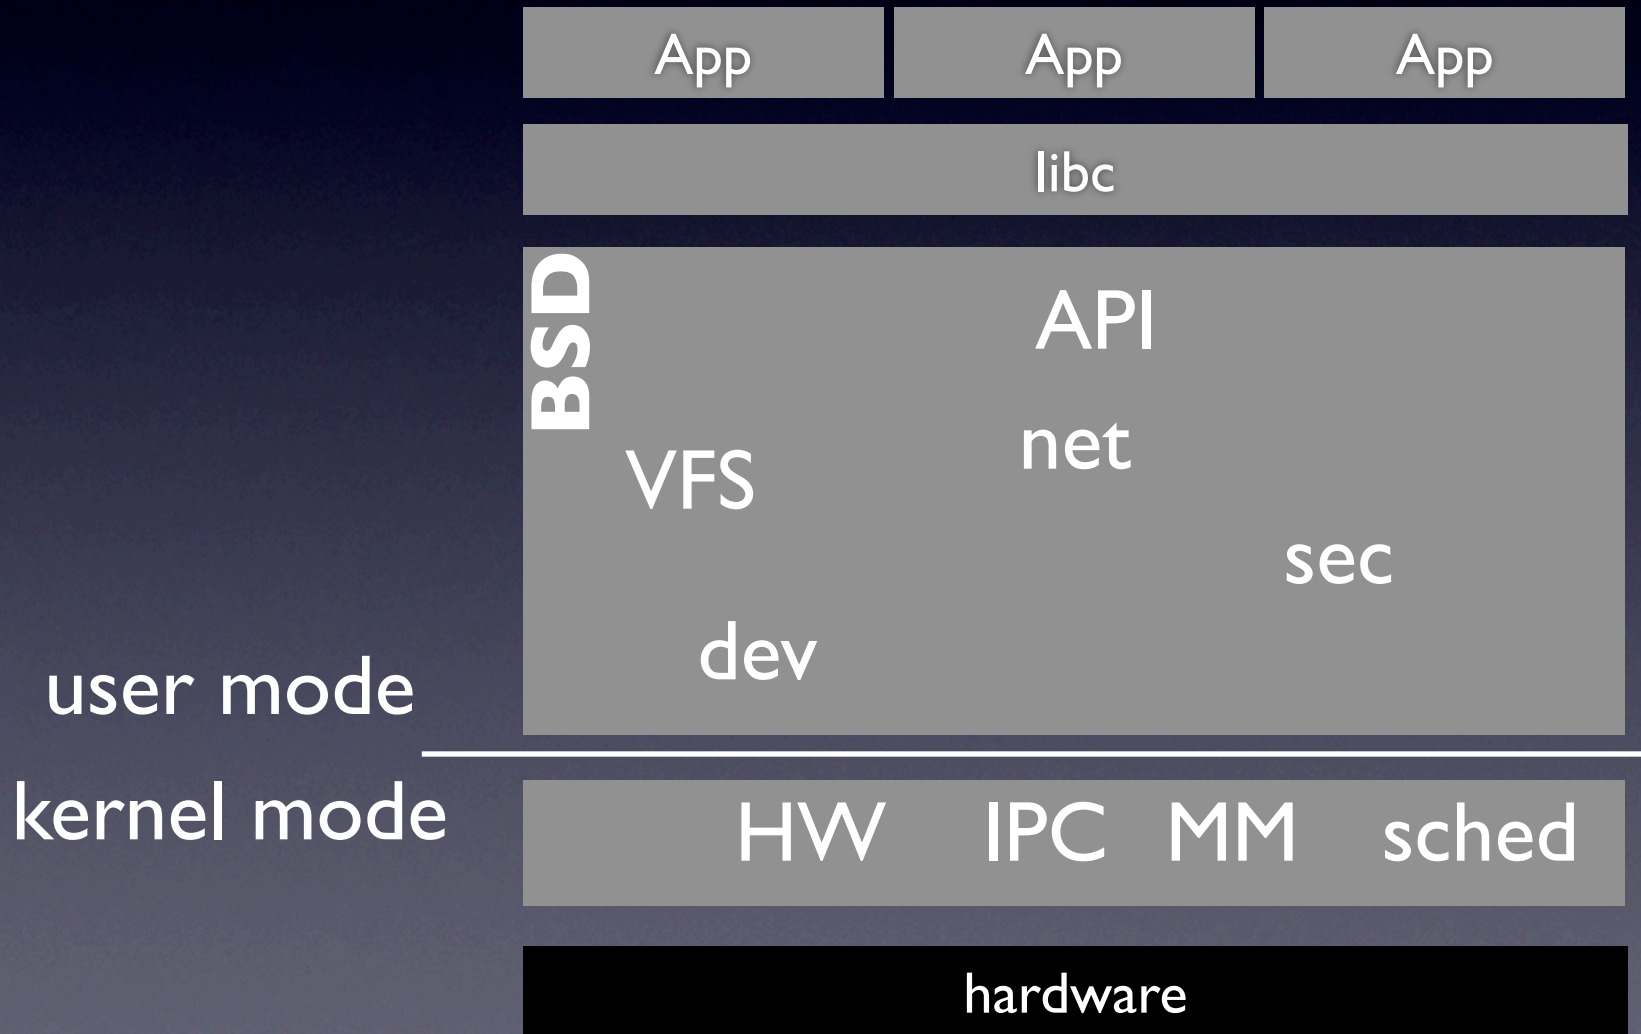 App App App
libc
BSD
API
net
VFS
sec
dev
user mode
kernel mode
HW IPC MM sched
hardware